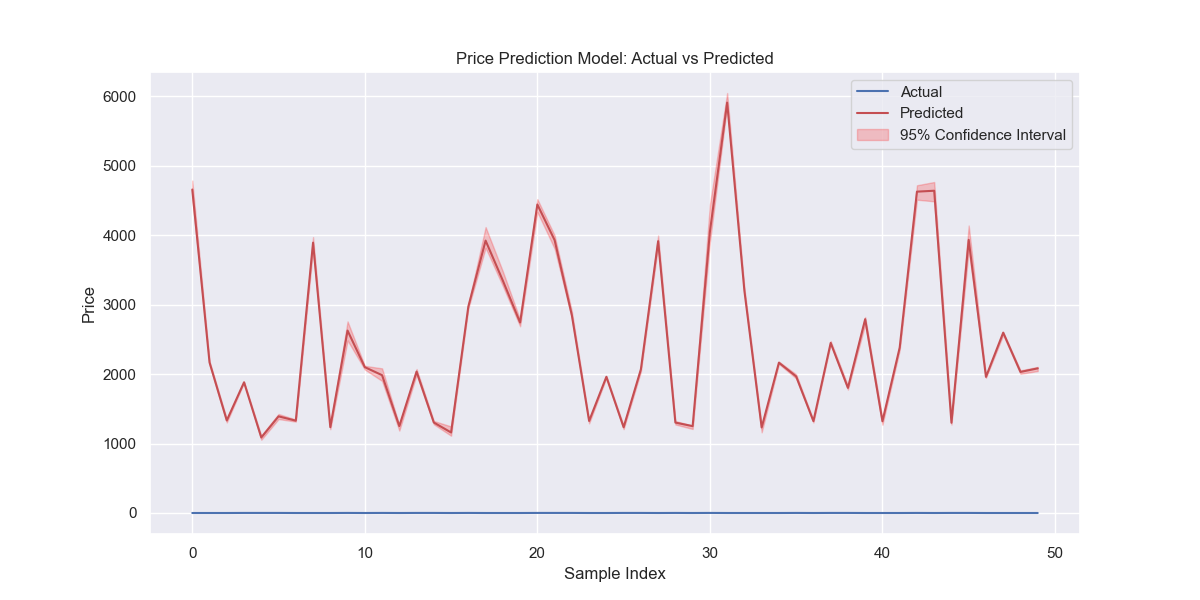 Price Prediction Model: Actual vs Predicted
Actual
Predicted
95% Confidence Interval
Price
6000
5000
4000
3000
2000
1000
0
0 10 20 30 40 50
Sample Index